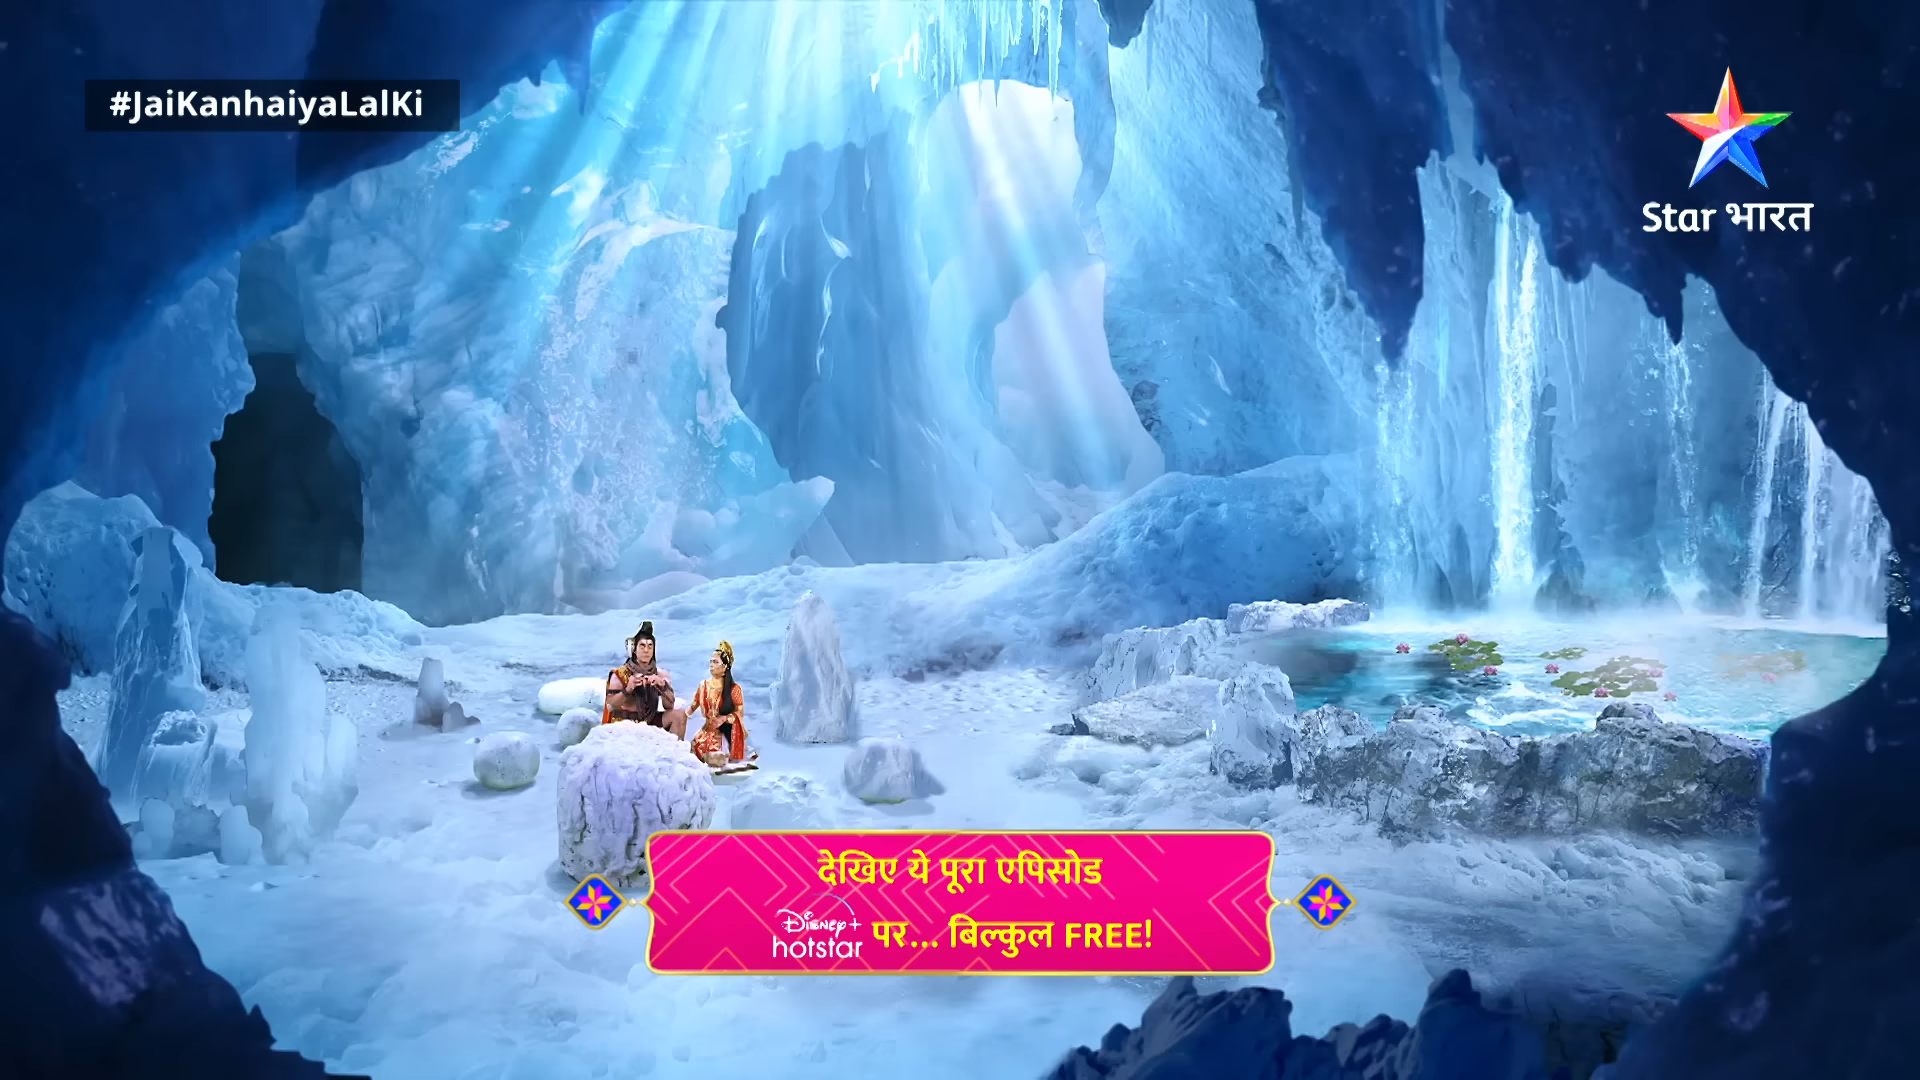 #JaiKanhaiyaLalKi
Star भारत
देखिए ये पूरा एपिसोड
Disney+ hotstar पर... बिल्कुल FREE!